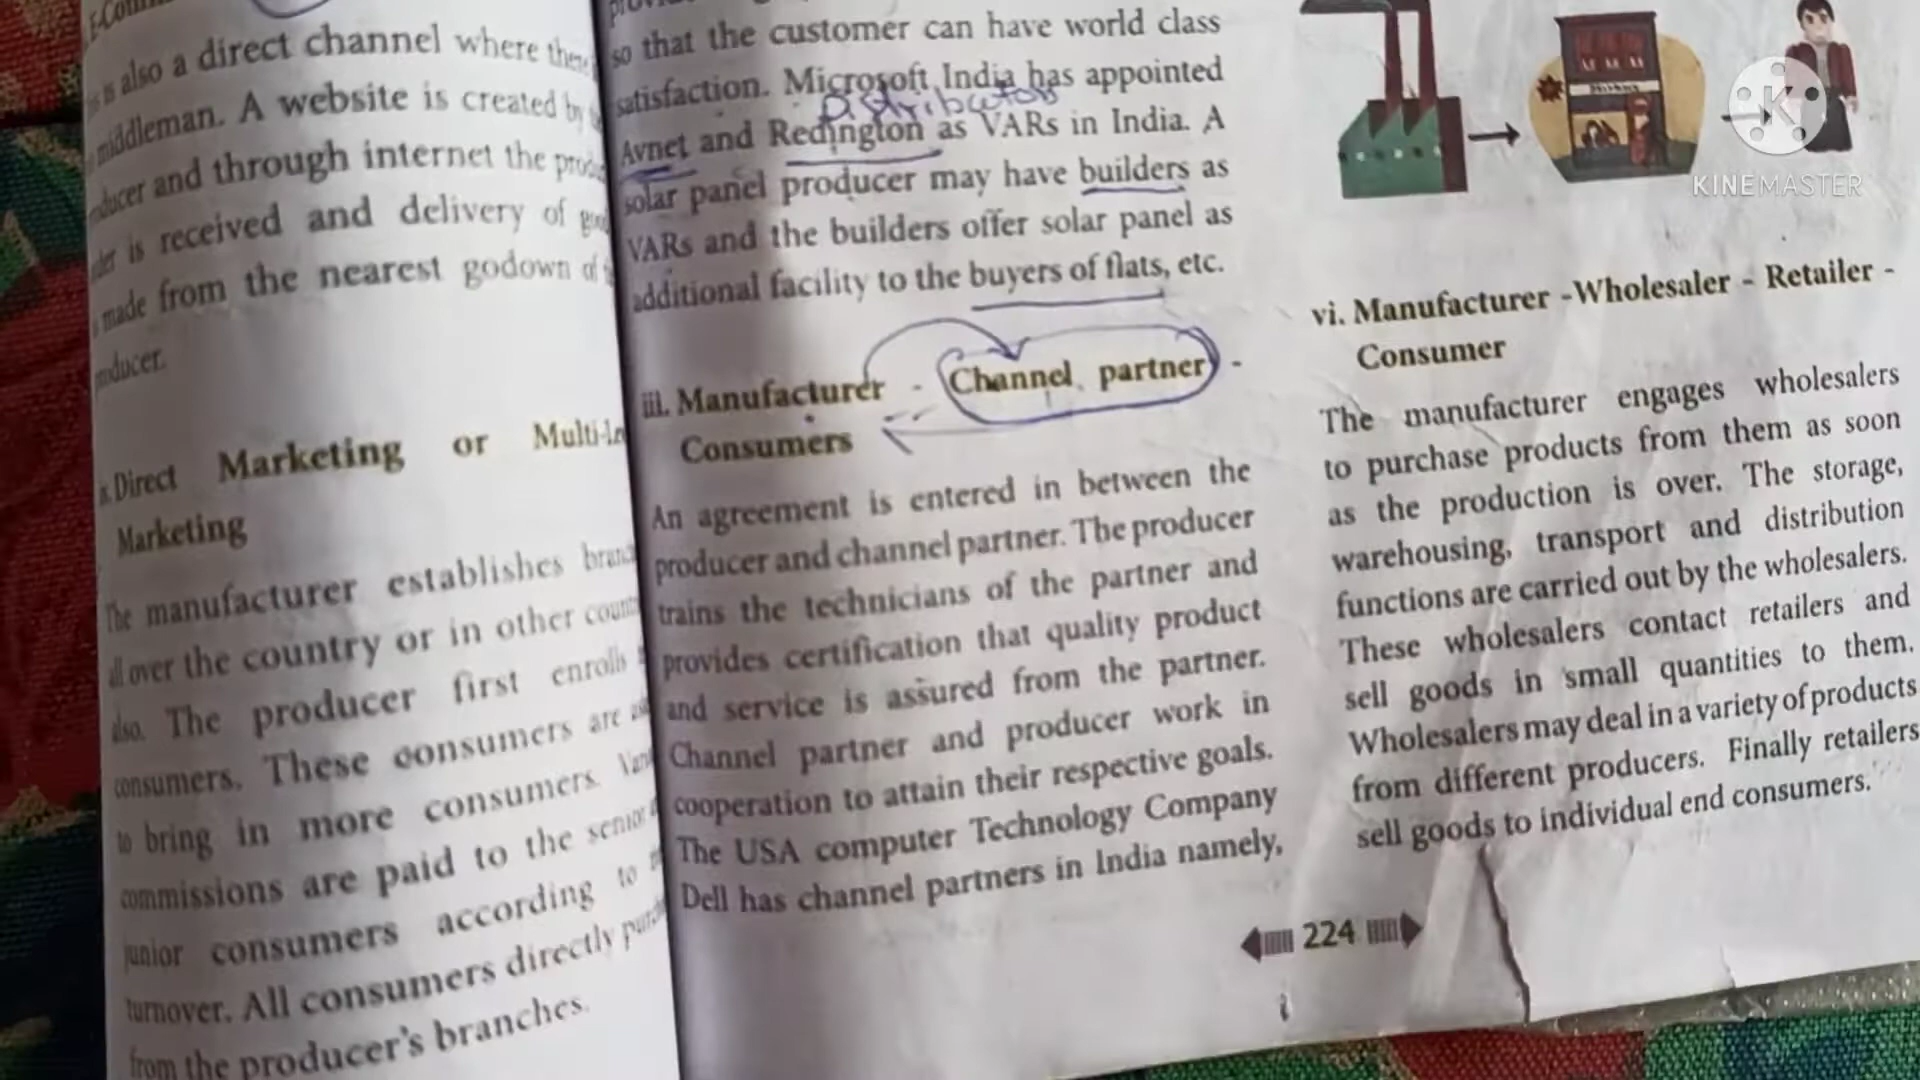 is also a direct channel where
middleman. A website is created by
and through internet the
is received and delivery of
made from the nearest godown of
Direct Marketing or
Marketing
The manufacturer establishes
all over the country or in other
also. The producer first enrolls
consumers. These consumers are
to bring in more consumers.
commissions are paid to the senior
junior consumers according to
turnover. All consumers directly
from the producer's branches.
so that the customer can have world class
satisfaction. Microsoft India has appointed
Distributors
Avnet and Redington as VARs in India. A
solar panel producer may have builders as
VARs and the builders offer solar panel as
additional facility to the buyers of flats, etc.
iii. Manufacturer - Channel partner -
Consumers
An agreement is entered in between the
producer and channel partner. The producer
trains the technicians of the partner and
provides certification that quality product
and service is assured from the partner.
Channel partner and producer work in
cooperation to attain their respective goals.
The USA computer Technology Company
Dell has channel partners in India namely,
K
KINEMASTER
vi. Manufacturer -Wholesaler - Retailer -
Consumer
The manufacturer engages wholesalers
to purchase products from them as soon
as the production is over. The storage,
warehousing, transport and distribution
functions are carried out by the wholesalers.
These wholesalers contact retailers and
sell goods in small quantities to them.
Wholesalers may deal in a variety of products
from different producers. Finally retailers
sell goods to individual end consumers.
224